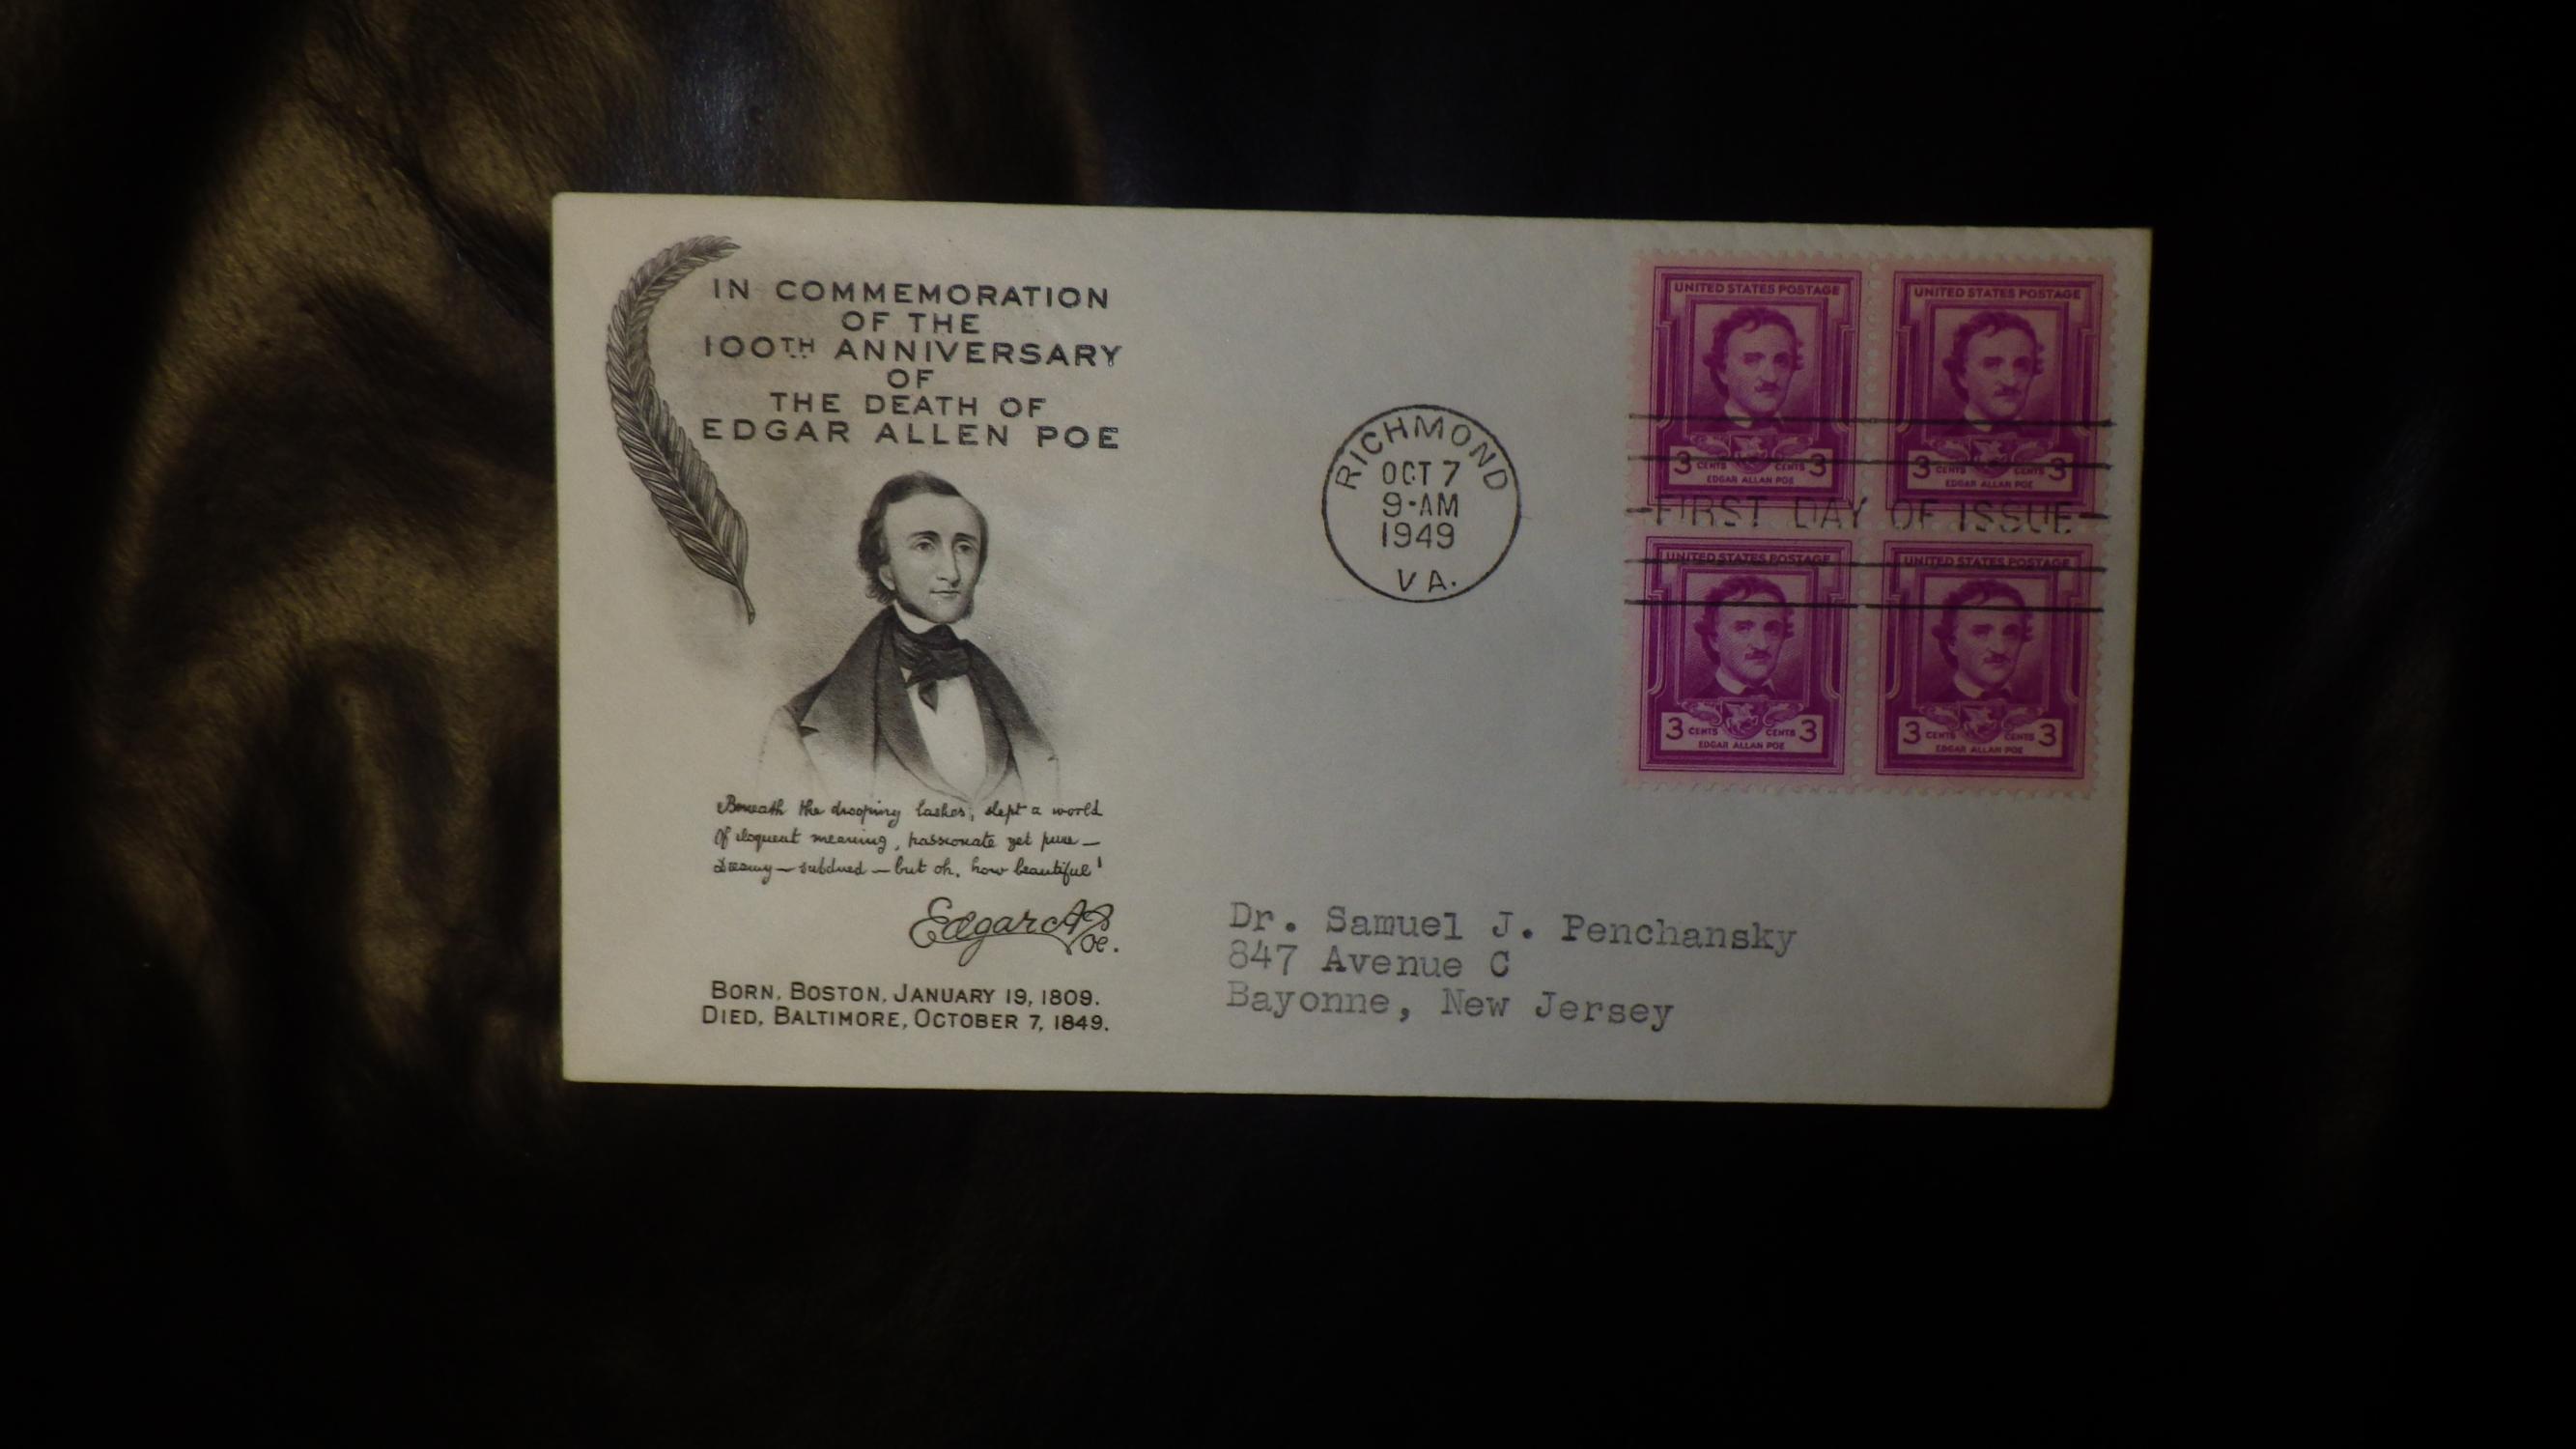 IN COMMEMORATION
OF THE
100TH ANNIVERSARY
OF
THE DEATH OF
EDGAR ALLEN POE
Beneath the drooping lashes, slept a world
Of eloquent meaning, passionate yet pure —
Dreamy — subdued — but oh, how beautiful!
Edgar A Poe.
BORN, BOSTON, JANUARY 19, 1809.
DIED, BALTIMORE, OCTOBER 7, 1849.
RICHMOND
OCT 7
9-AM
1949
VA.
UNITED STATES POSTAGE
3 CENTS CENTS 3
EDGAR ALLAN POE
UNITED STATES POSTAGE
3 CENTS CENTS 3
EDGAR ALLAN POE
FIRST DAY OF ISSUE
UNITED STATES POSTAGE
3 CENTS CENTS 3
EDGAR ALLAN POE
UNITED STATES POSTAGE
3 CENTS CENTS 3
EDGAR ALLAN POE
Dr. Samuel J. Penchansky
847 Avenue C
Bayonne, New Jersey